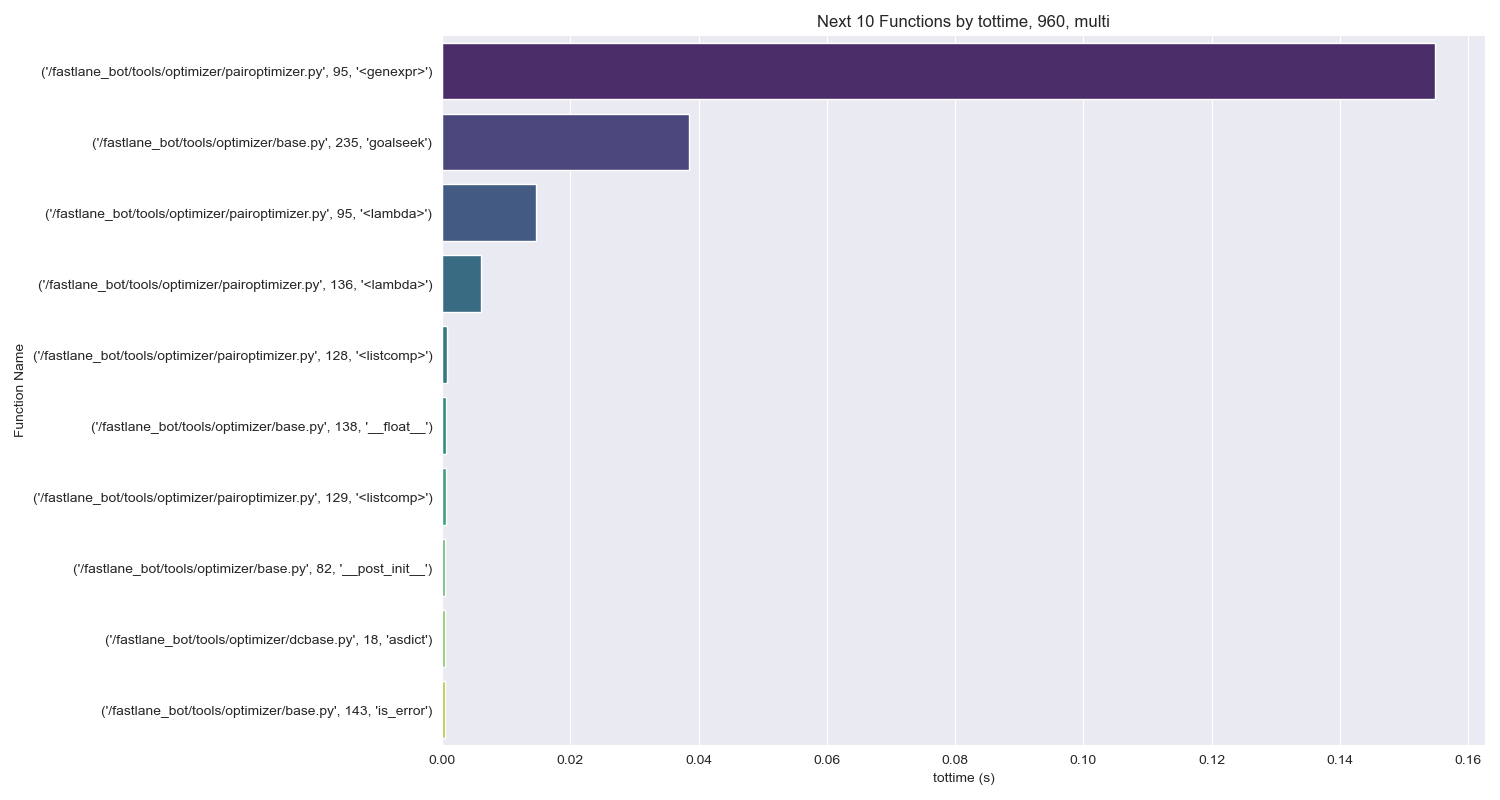 Next 10 Functions by tottime, 960, multi
('/fastlane_bot/tools/optimizer/pairoptimizer.py', 95, '<genexpr>')
('/fastlane_bot/tools/optimizer/base.py', 235, 'goalseek')
('/fastlane_bot/tools/optimizer/pairoptimizer.py', 95, '<lambda>')
('/fastlane_bot/tools/optimizer/pairoptimizer.py', 136, '<lambda>')
('/fastlane_bot/tools/optimizer/pairoptimizer.py', 128, '<listcomp>')
('/fastlane_bot/tools/optimizer/base.py', 138, '__float__')
('/fastlane_bot/tools/optimizer/pairoptimizer.py', 129, '<listcomp>')
('/fastlane_bot/tools/optimizer/base.py', 82, '__post_init__')
('/fastlane_bot/tools/optimizer/dcbase.py', 18, 'asdict')
('/fastlane_bot/tools/optimizer/base.py', 143, 'is_error')
Function Name
0.00 0.02 0.04 0.06 0.08 0.10 0.12 0.14 0.16
tottime (s)